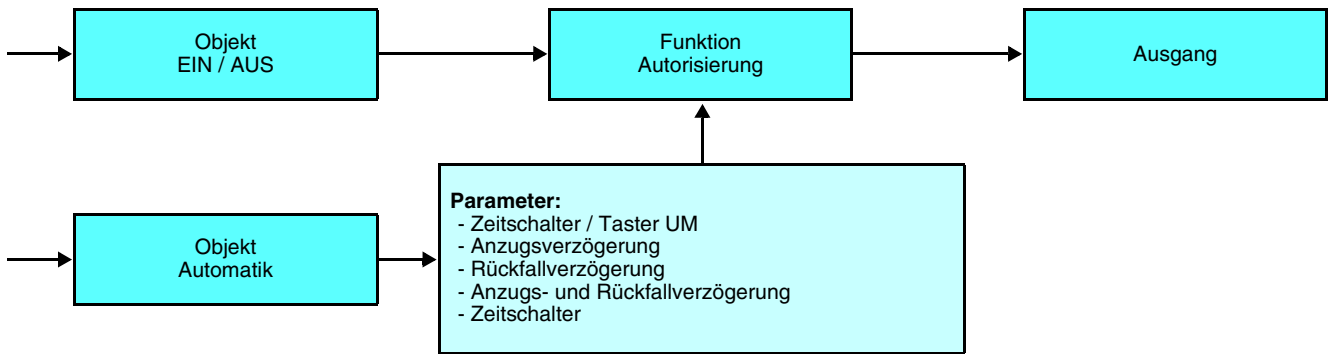 Objekt
EIN / AUS
Funktion
Autorisierung
Ausgang
Objekt
Automatik
Parameter:
- Zeitschalter / Taster UM
- Anzugsverzögerung
- Rückfallverzögerung
- Anzugs- und Rückfallverzögerung
- Zeitschalter